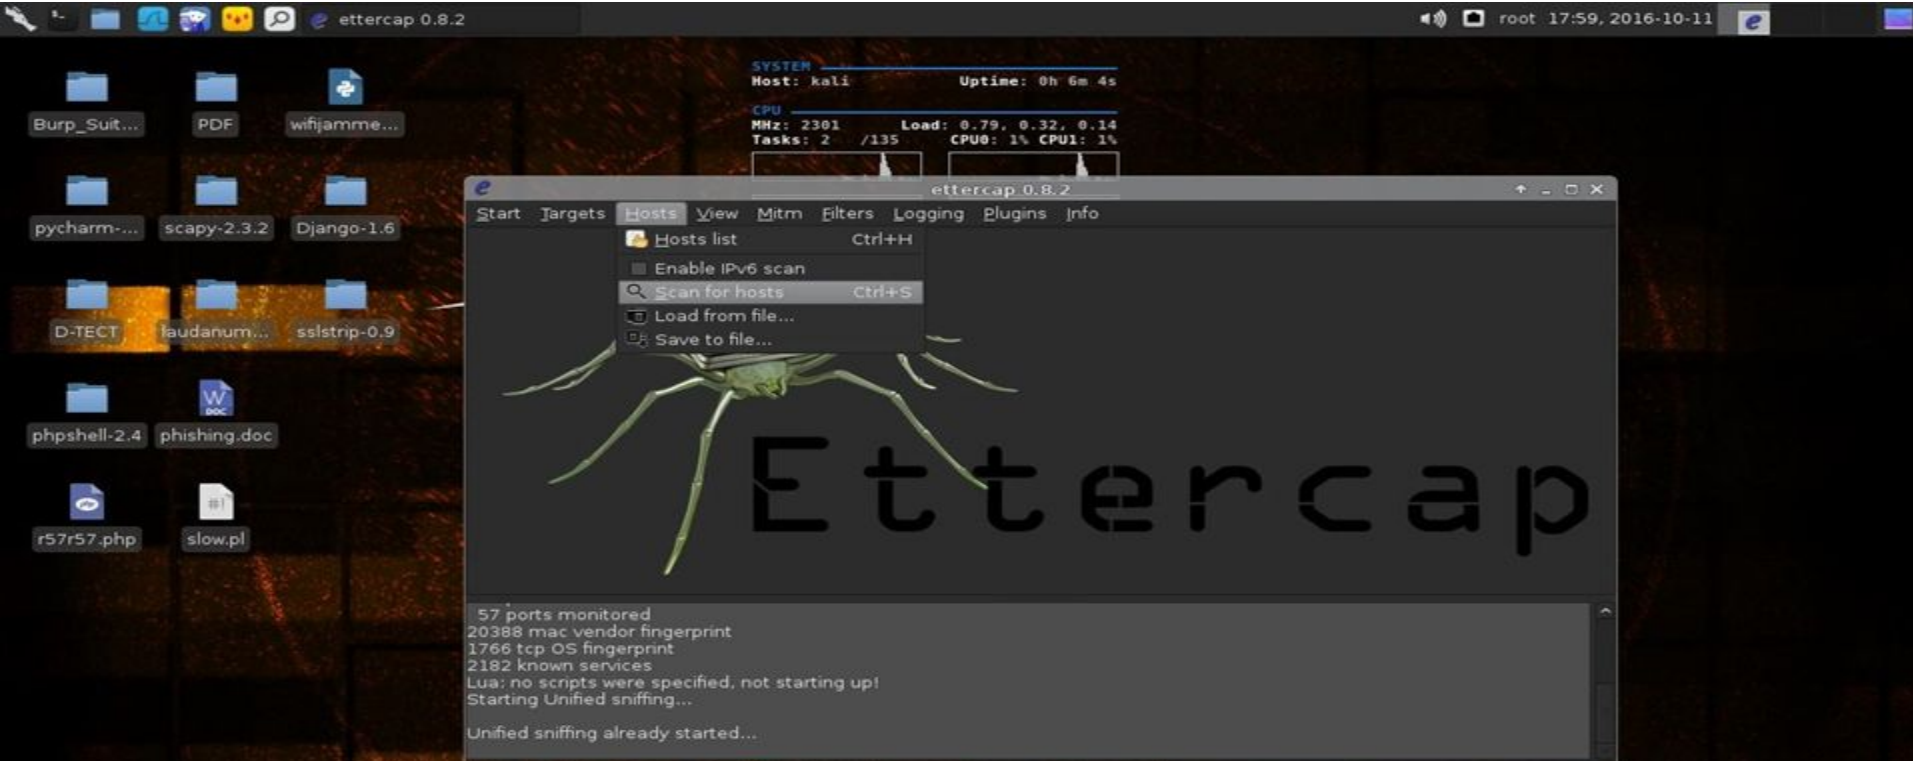 ettercap 0.8.2
root 17:59, 2016-10-11
Burp_Suit...
PDF
wifijamme...
pycharm-...
scapy-2.3.2
Django-1.6
D-TECT
laudanum...
sslstrip-0.9
phpshell-2.4
phishing.doc
r57r57.php
slow.pl
SYSTEM
Host: kali Uptime: 0h 6m 4s
CPU
MHz: 2301 Load: 0.79, 0.32, 0.14
Tasks: 2 /135 CPU0: 1% CPU1: 1%
ettercap 0.8.2
Start Targets Hosts View Mitm Filters Logging Plugins Info
Hosts list Ctrl+H
Enable IPv6 scan
Scan for hosts Ctrl+S
Load from file...
Save to file...
Ettercap
57 ports monitored
20388 mac vendor fingerprint
1766 tcp OS fingerprint
2182 known services
Lua: no scripts were specified, not starting up!
Starting Unified sniffing...
Unified sniffing already started...